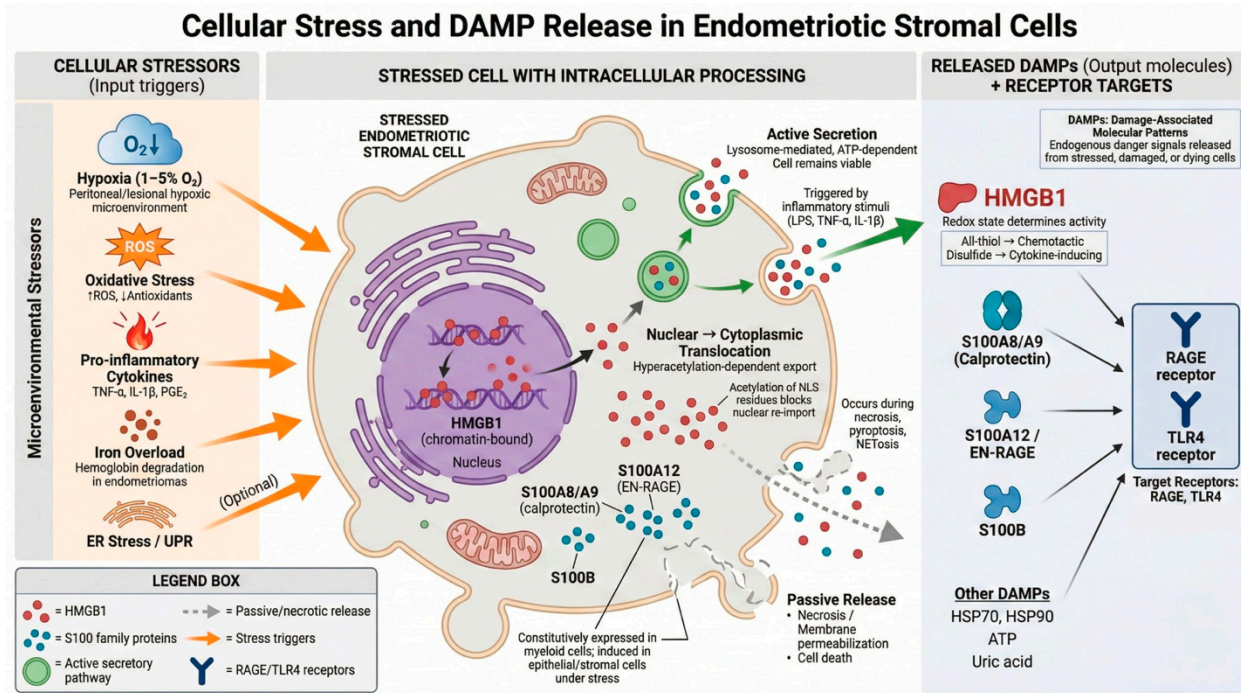 Cellular Stress and DAMP Release in Endometriotic Stromal Cells
CELLULAR STRESSORS
(Input triggers)
Microenvironmental Stressors
O₂↓
Hypoxia (1–5% O₂)
Peritoneal/lesional hypoxic
microenvironment
ROS
Oxidative Stress
↑ROS, ↓Antioxidants
Pro-inflammatory
Cytokines
TNF-α, IL-1β, PGE₂
Iron Overload
Hemoglobin degradation
in endometriomas
(Optional)
ER Stress / UPR
STRESSED CELL WITH INTRACELLULAR PROCESSING
STRESSED
ENDOMETRIOTIC
STROMAL CELL
Active Secretion
Lysosome-mediated, ATP-dependent
Cell remains viable
Triggered by
inflammatory stimuli
(LPS, TNF-α, IL-1β)
Nuclear → Cytoplasmic
Translocation
Hyperacetylation-dependent export
Acetylation of NLS
residues blocks
nuclear re-import
HMGB1
(chromatin-bound)
Nucleus
Occurs during
necrosis,
pyroptosis,
NETosis
S100A12
(EN-RAGE)
S100A8/A9
(calprotectin)
S100B
Constitutively expressed in
myeloid cells; induced in
epithelial/stromal cells
under stress
Passive Release
• Necrosis /
Membrane
permeabilization
• Cell death
RELEASED DAMPs (Output molecules)
+ RECEPTOR TARGETS
DAMPs: Damage-Associated
Molecular Patterns
Endogenous danger signals released
from stressed, damaged, or dying cells
HMGB1
Redox state determines activity
All-thiol → Chemotactic
Disulfide → Cytokine-inducing
S100A8/A9
(Calprotectin)
S100A12 /
EN-RAGE
S100B
RAGE
receptor
TLR4
receptor
Target Receptors:
RAGE, TLR4
Other DAMPs
HSP70, HSP90
ATP
Uric acid
LEGEND BOX
= HMGB1
= S100 family proteins
= Active secretory
pathway
= Passive/necrotic release
= Stress triggers
= RAGE/TLR4 receptors